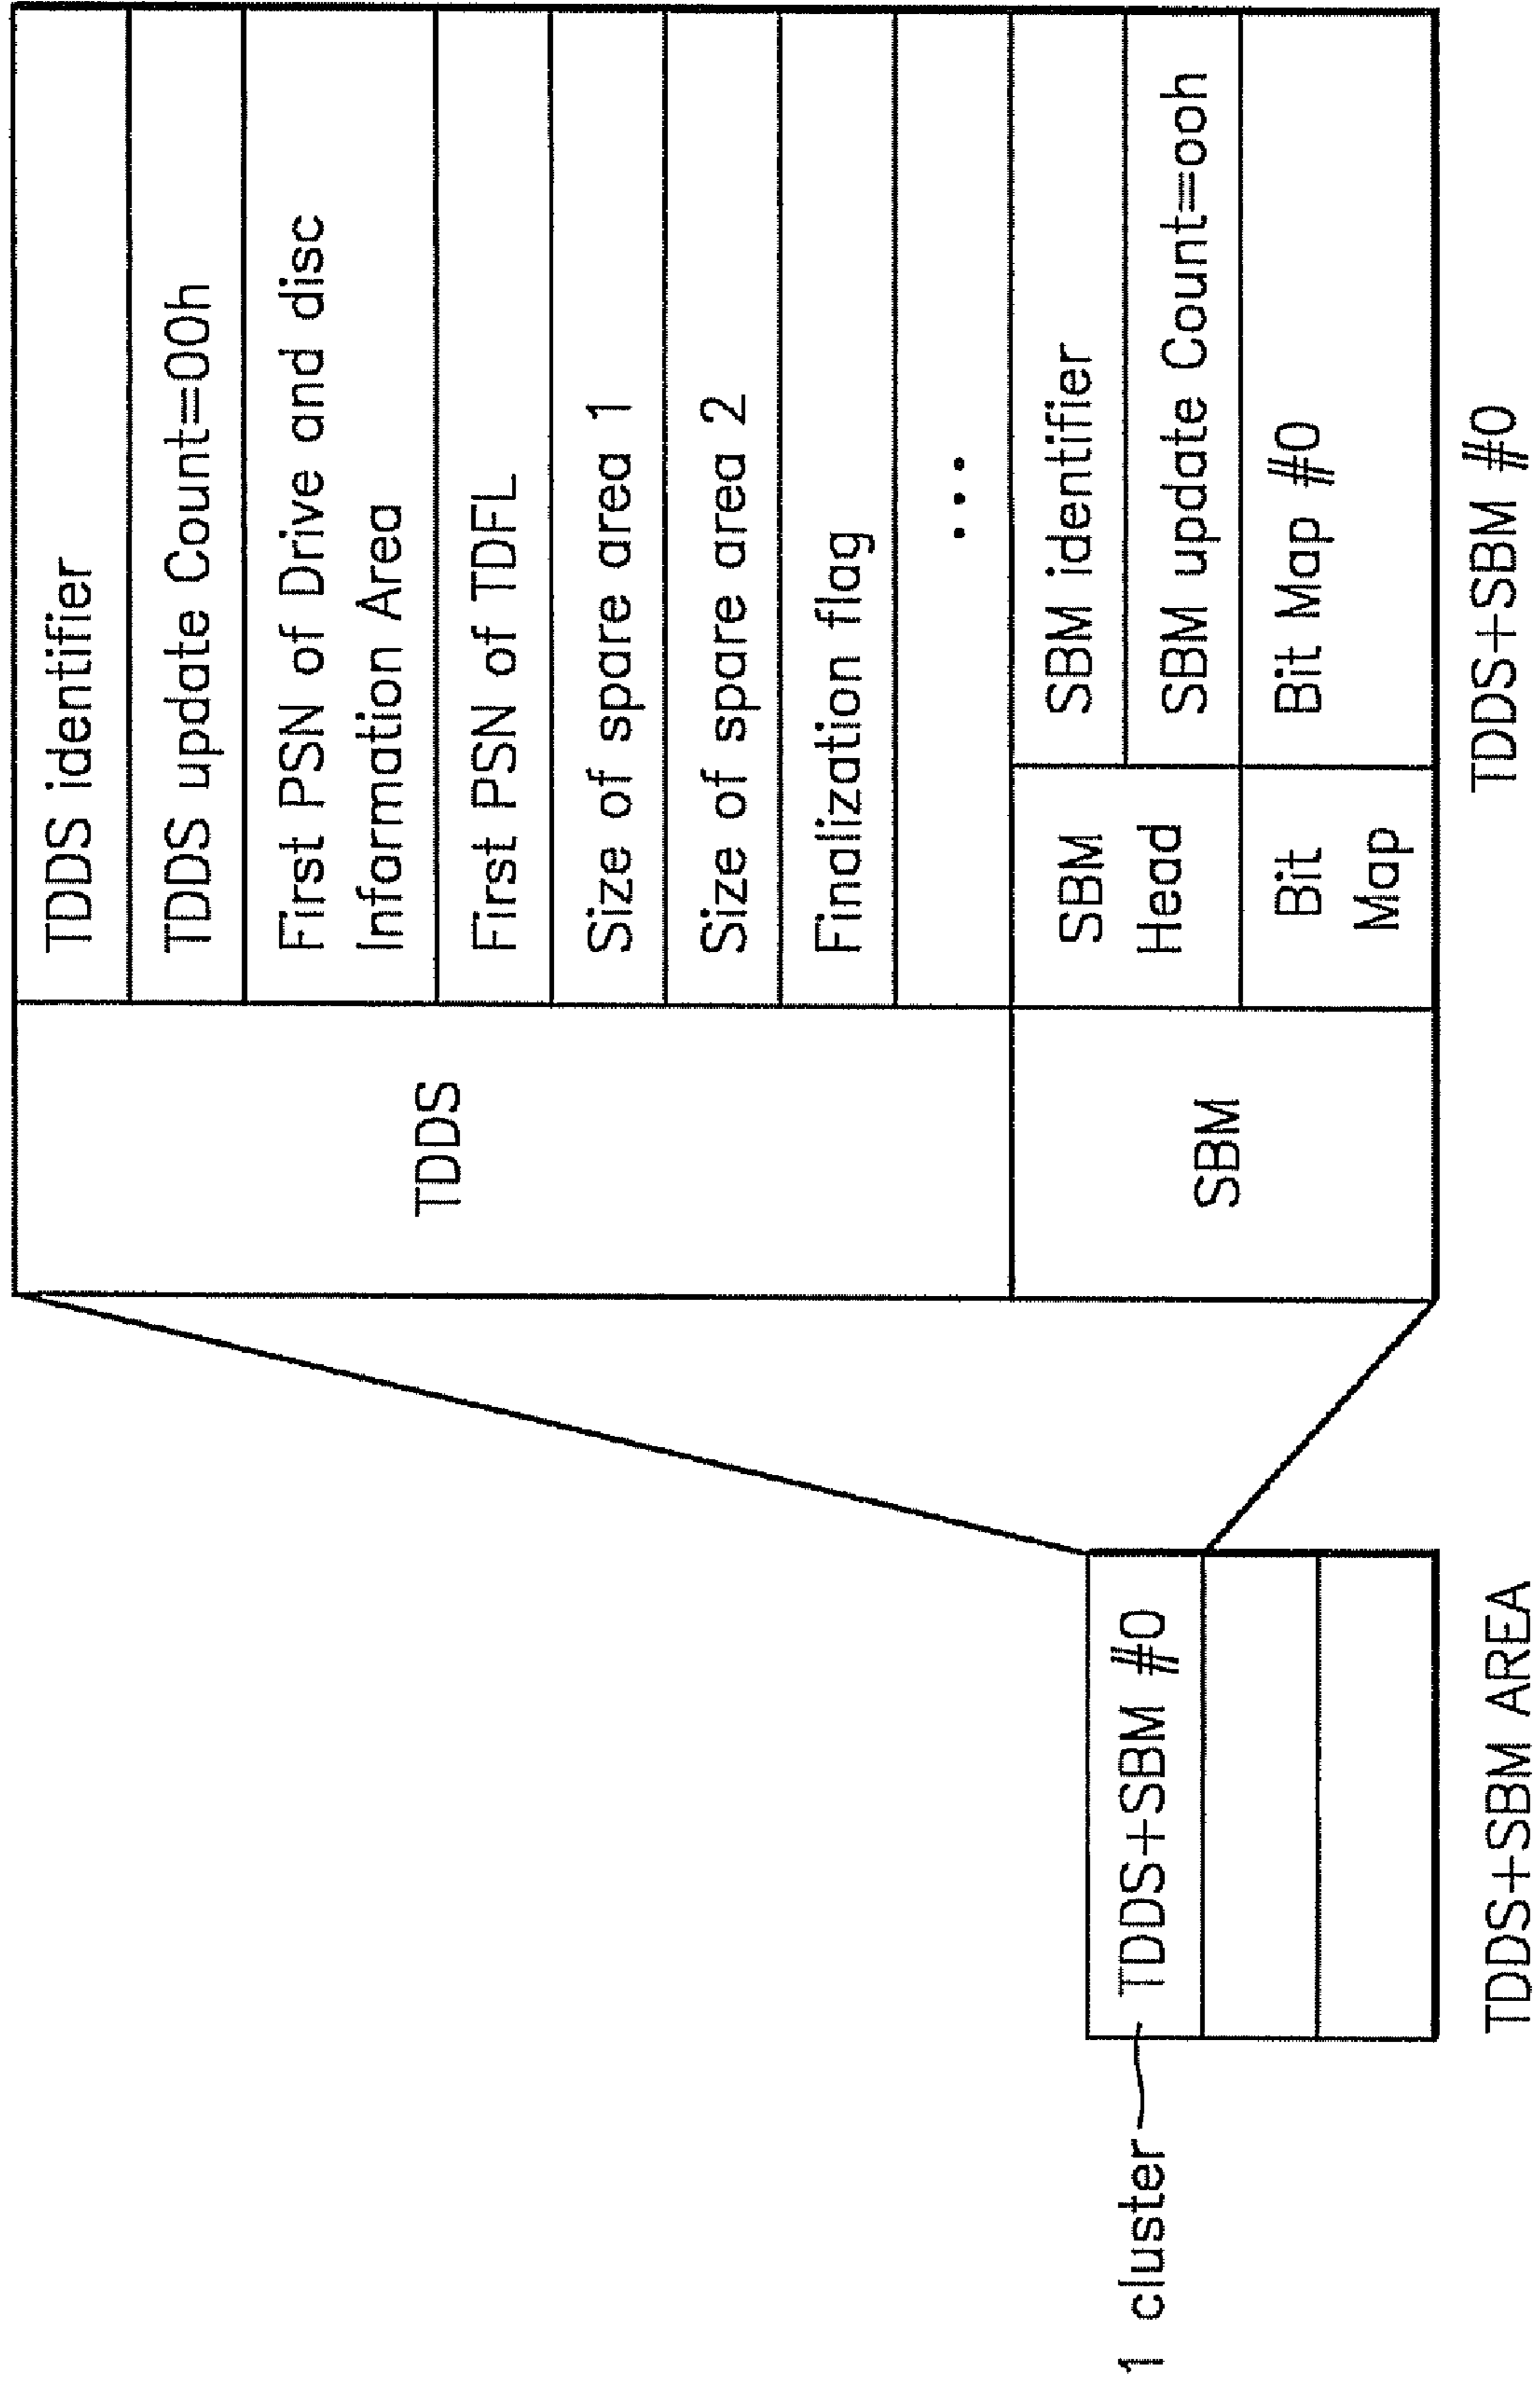 1 cluster
TDDS+SBM #0
TDDS+SBM AREA
TDDS
TDDS identifier
TDDS update Count=00h
First PSN of Drive and disc
Information Area
First PSN of TDFL
Size of spare area 1
Size of spare area 2
Finalization flag
...
SBM
SBM
Head
SBM identifier
SBM update Count=ooh
Bit
Map
Bit Map #0
TDDS+SBM #0